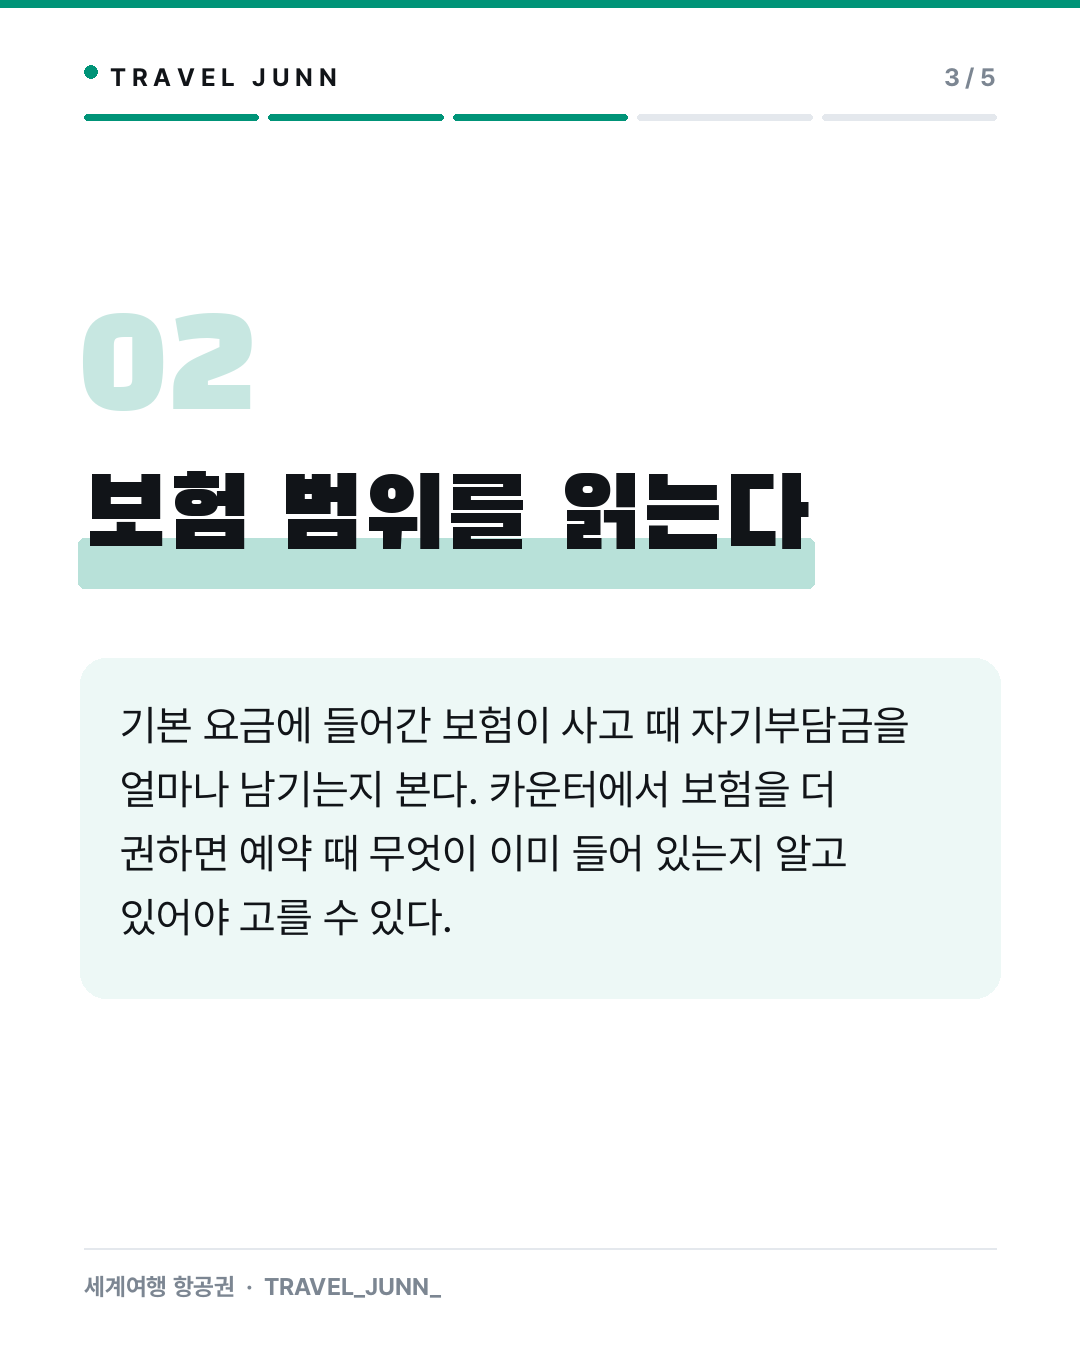 TRAVEL JUNN
3 / 5
02
보험 범위를 읽는다
기본 요금에 들어간 보험이 사고 때 자기부담금을
얼마나 남기는지 본다. 카운터에서 보험을 더
권하면 예약 때 무엇이 이미 들어 있는지 알고
있어야 고를 수 있다.
세계여행 항공권 · TRAVEL_JUNN_